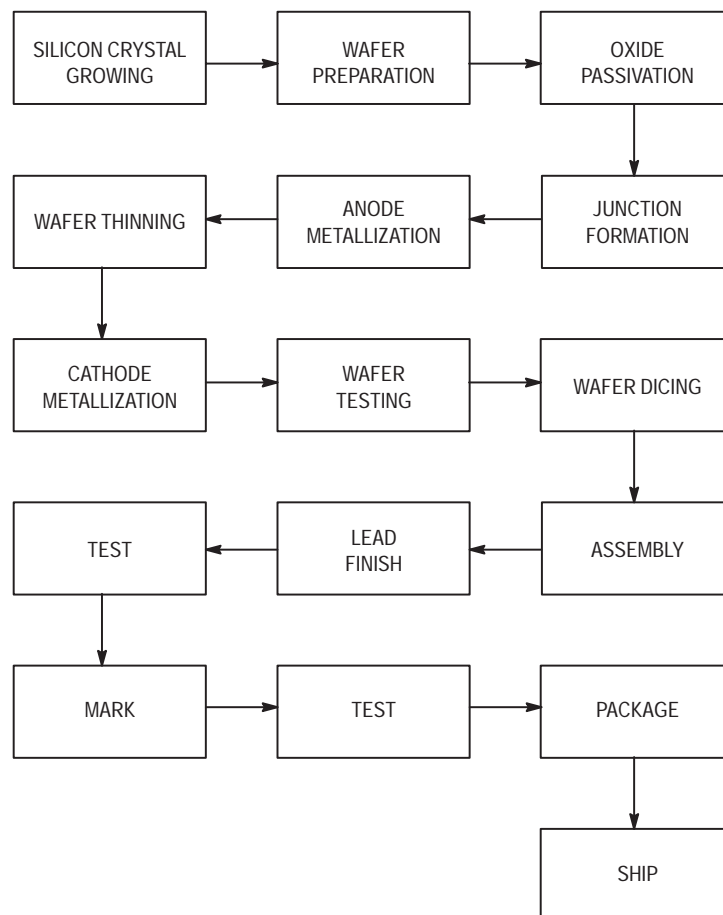 SILICON CRYSTAL
GROWING
WAFER
PREPARATION
OXIDE
PASSIVATION
WAFER THINNING
ANODE
METALLIZATION
JUNCTION
FORMATION
CATHODE
METALLIZATION
WAFER
TESTING
WAFER DICING
TEST
LEAD
FINISH
ASSEMBLY
MARK
TEST
PACKAGE
SHIP